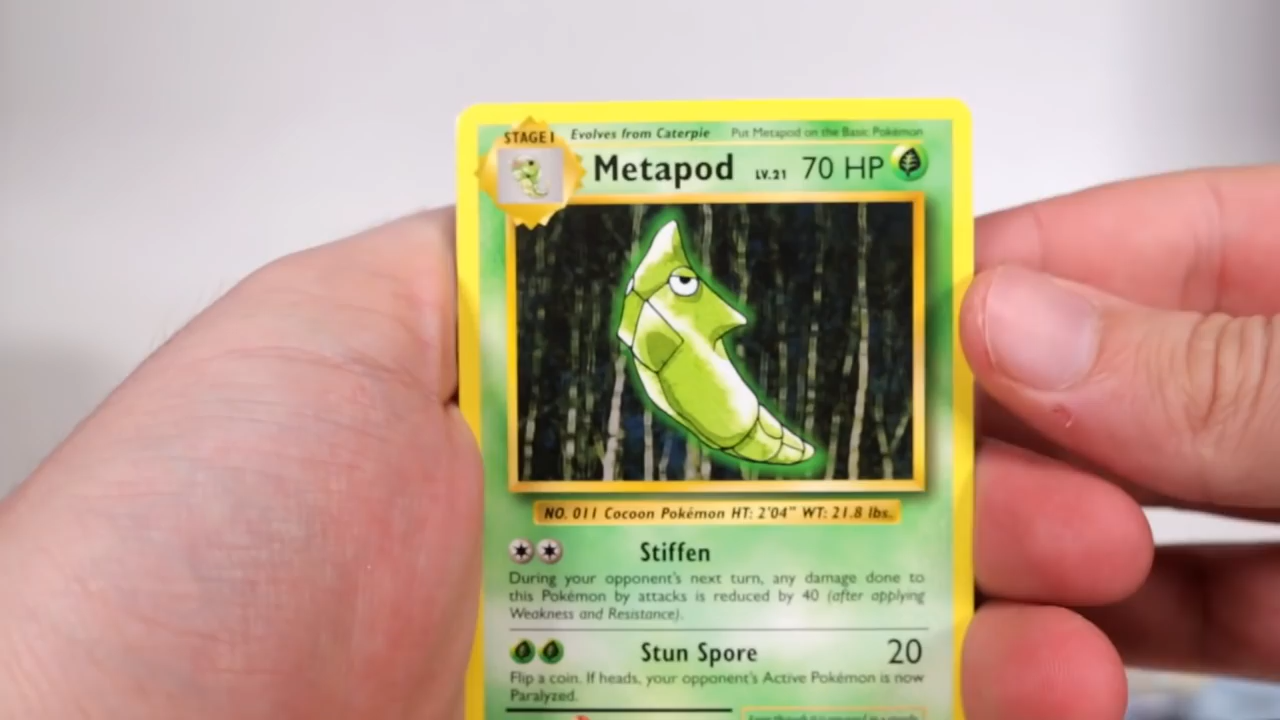 STAGE 1 Evolves from Caterpie Put Metapod on the Basic Pokémon
Metapod LV.21 70 HP
NO. 011 Cocoon Pokémon HT: 2'04" WT: 21.8 lbs.
Stiffen
During your opponent's next turn, any damage done to
this Pokémon by attacks is reduced by 40 (after applying
Weakness and Resistance).
Stun Spore 20
Flip a coin. If heads, your opponent's Active Pokémon is now
Paralyzed.